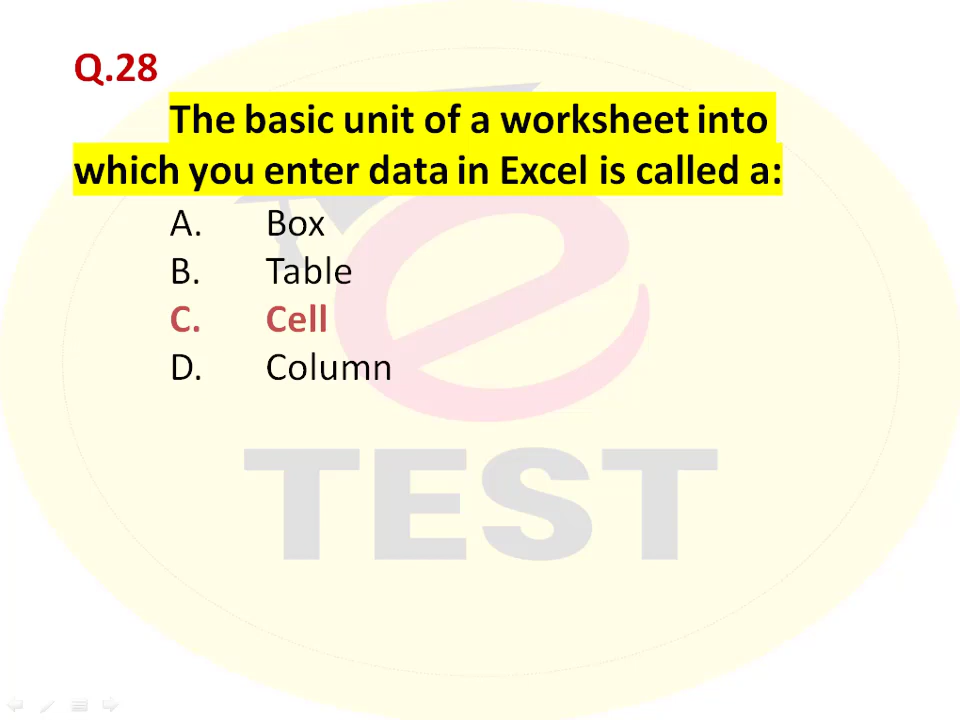 Q.28
The basic unit of a worksheet into
which you enter data in Excel is called a:
A. Box
B. Table
C. Cell
D. Column
e
TEST